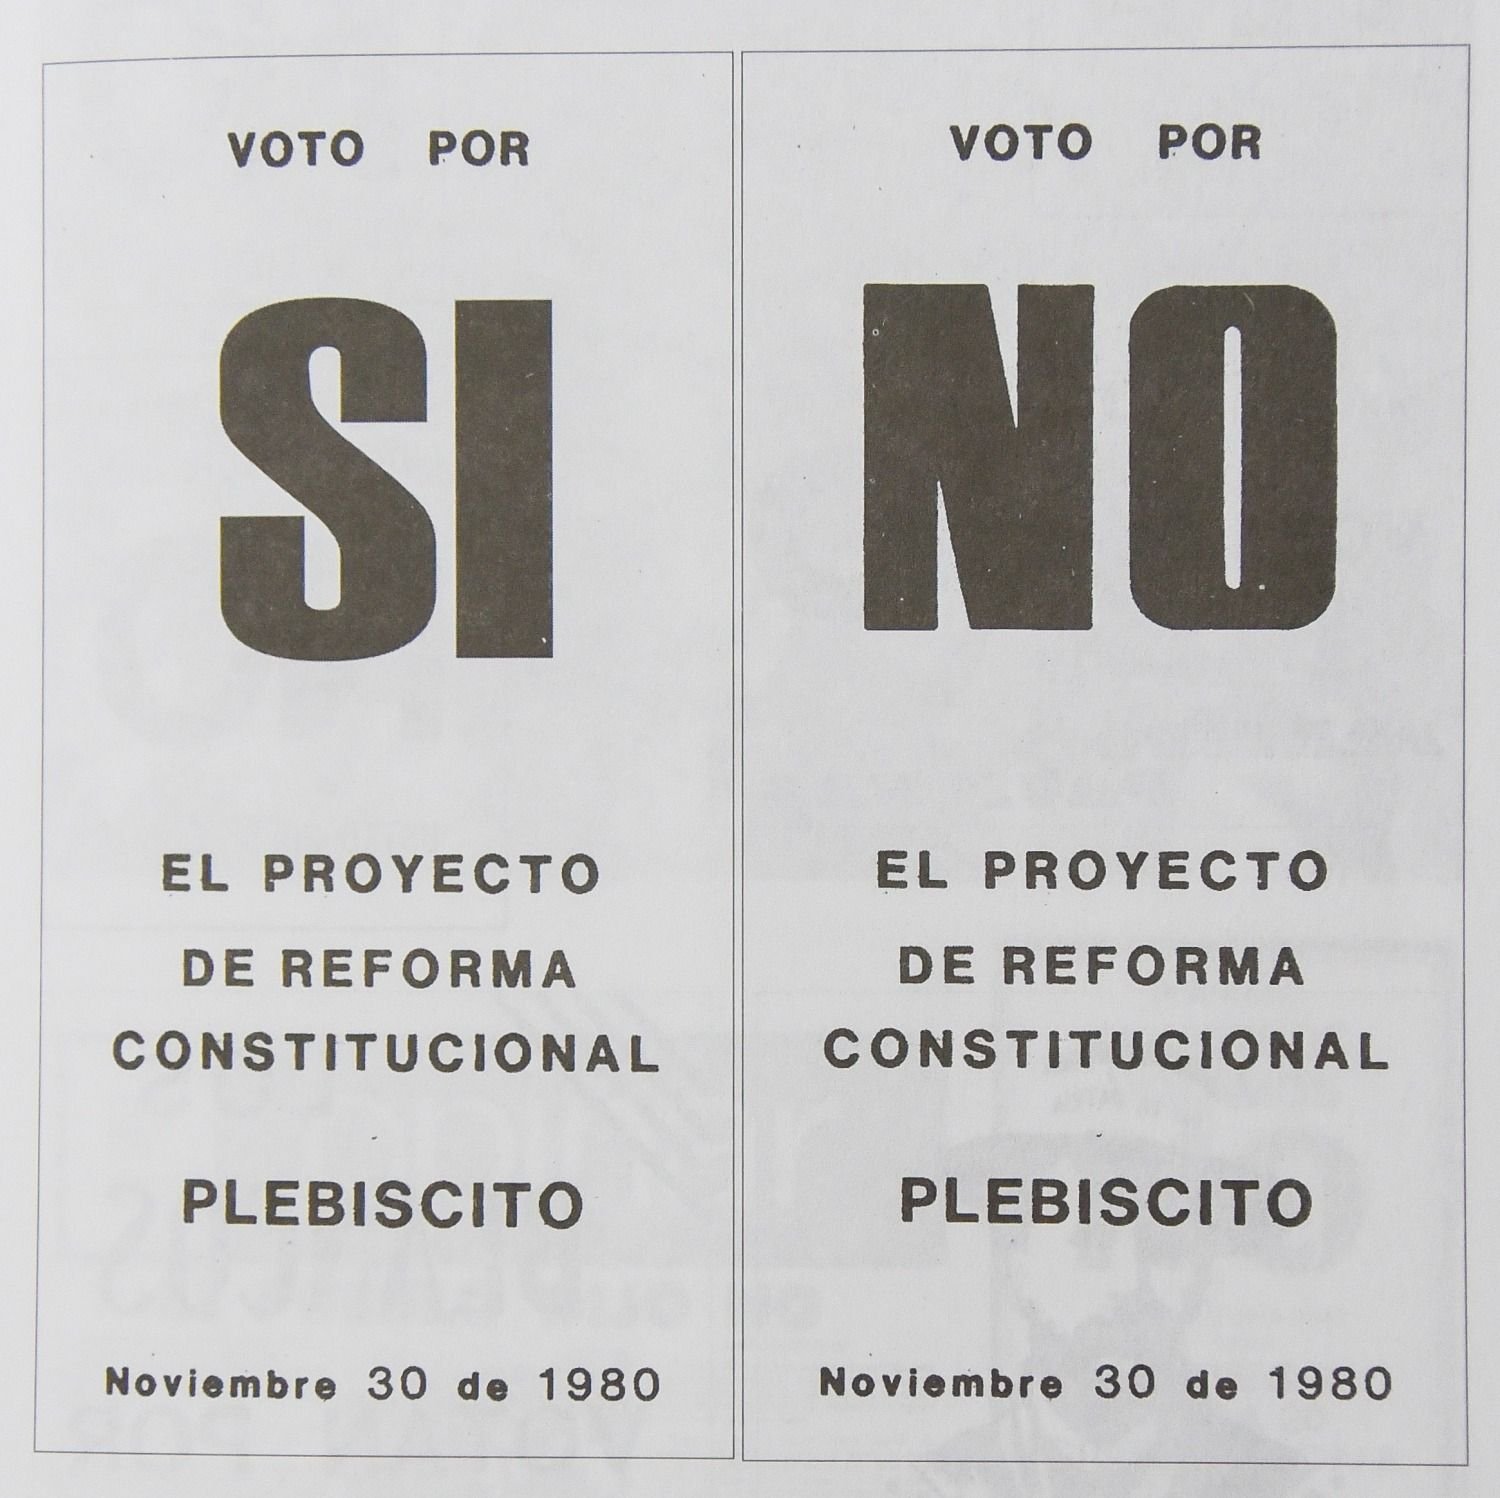 VOTO POR
SI
EL PROYECTO
DE REFORMA
CONSTITUCIONAL
PLEBISCITO
Noviembre 30 de 1980
VOTO POR
NO
EL PROYECTO
DE REFORMA
CONSTITUCIONAL
PLEBISCITO
Noviembre 30 de 1980